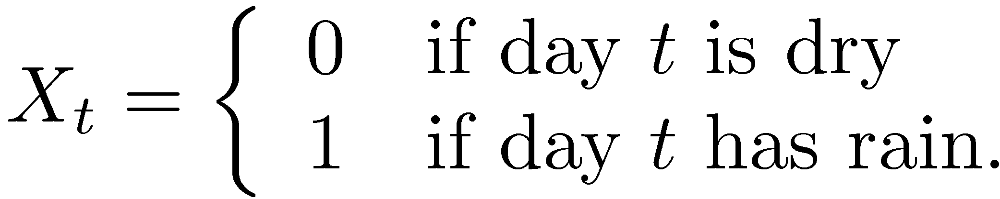 X_t = { 0 if day t is dry
1 if day t has rain.